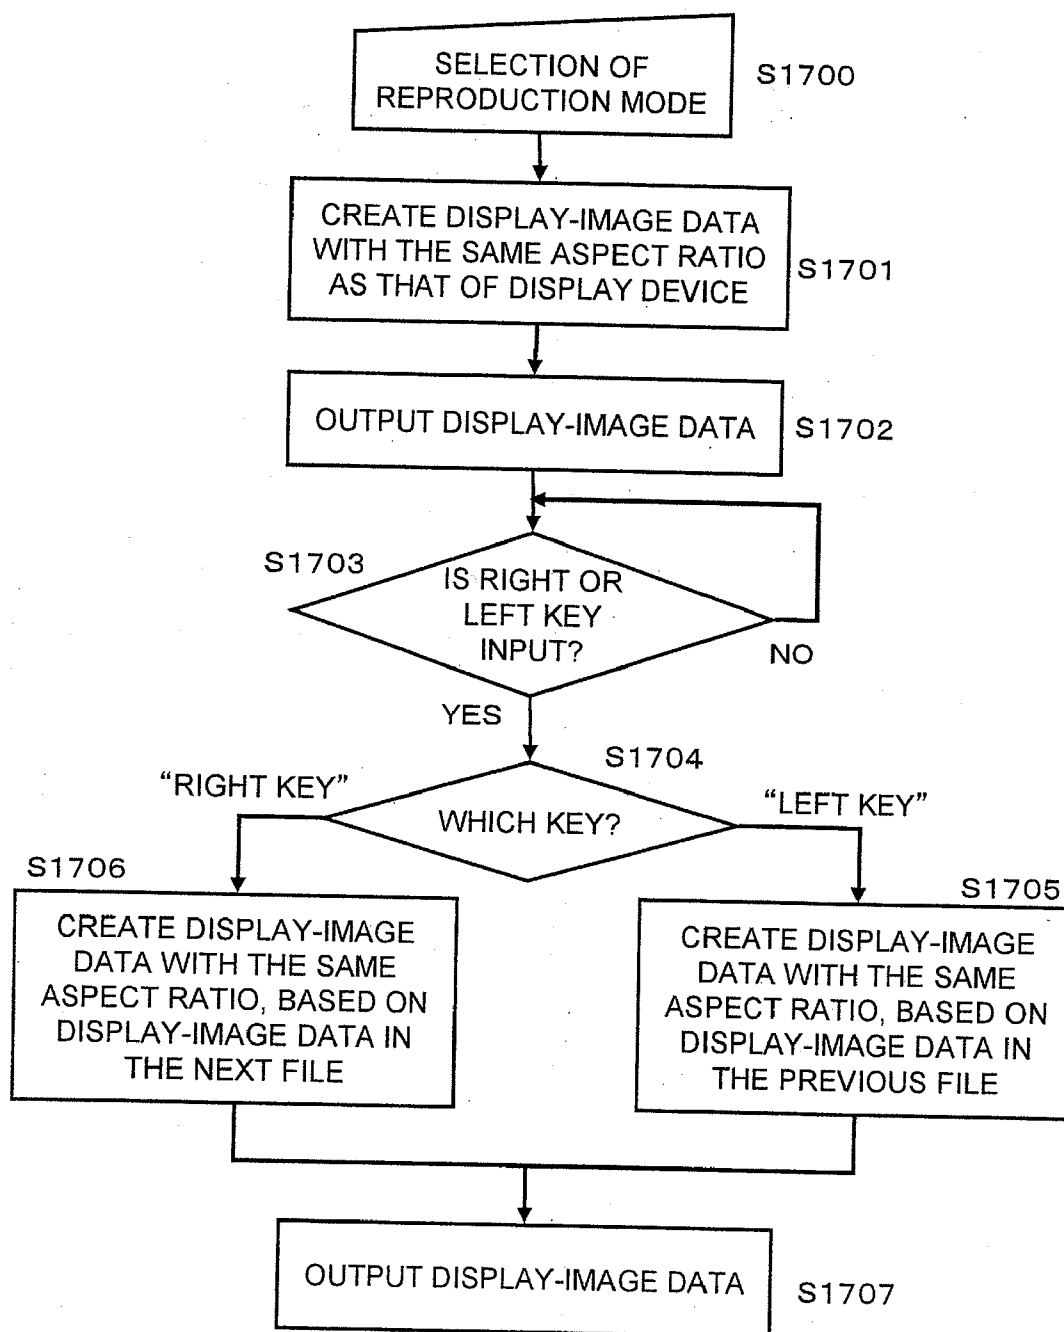 SELECTION OF
REPRODUCTION MODE
S1700
CREATE DISPLAY-IMAGE DATA
WITH THE SAME ASPECT RATIO
AS THAT OF DISPLAY DEVICE
S1701
OUTPUT DISPLAY-IMAGE DATA
S1702
S1703
IS RIGHT OR
LEFT KEY
INPUT?
NO
YES
S1704
“RIGHT KEY”
WHICH KEY?
“LEFT KEY”
S1706
CREATE DISPLAY-IMAGE
DATA WITH THE SAME
ASPECT RATIO, BASED ON
DISPLAY-IMAGE DATA IN
THE NEXT FILE
S1705
CREATE DISPLAY-IMAGE
DATA WITH THE SAME
ASPECT RATIO, BASED ON
DISPLAY-IMAGE DATA IN
THE PREVIOUS FILE
OUTPUT DISPLAY-IMAGE DATA
S1707